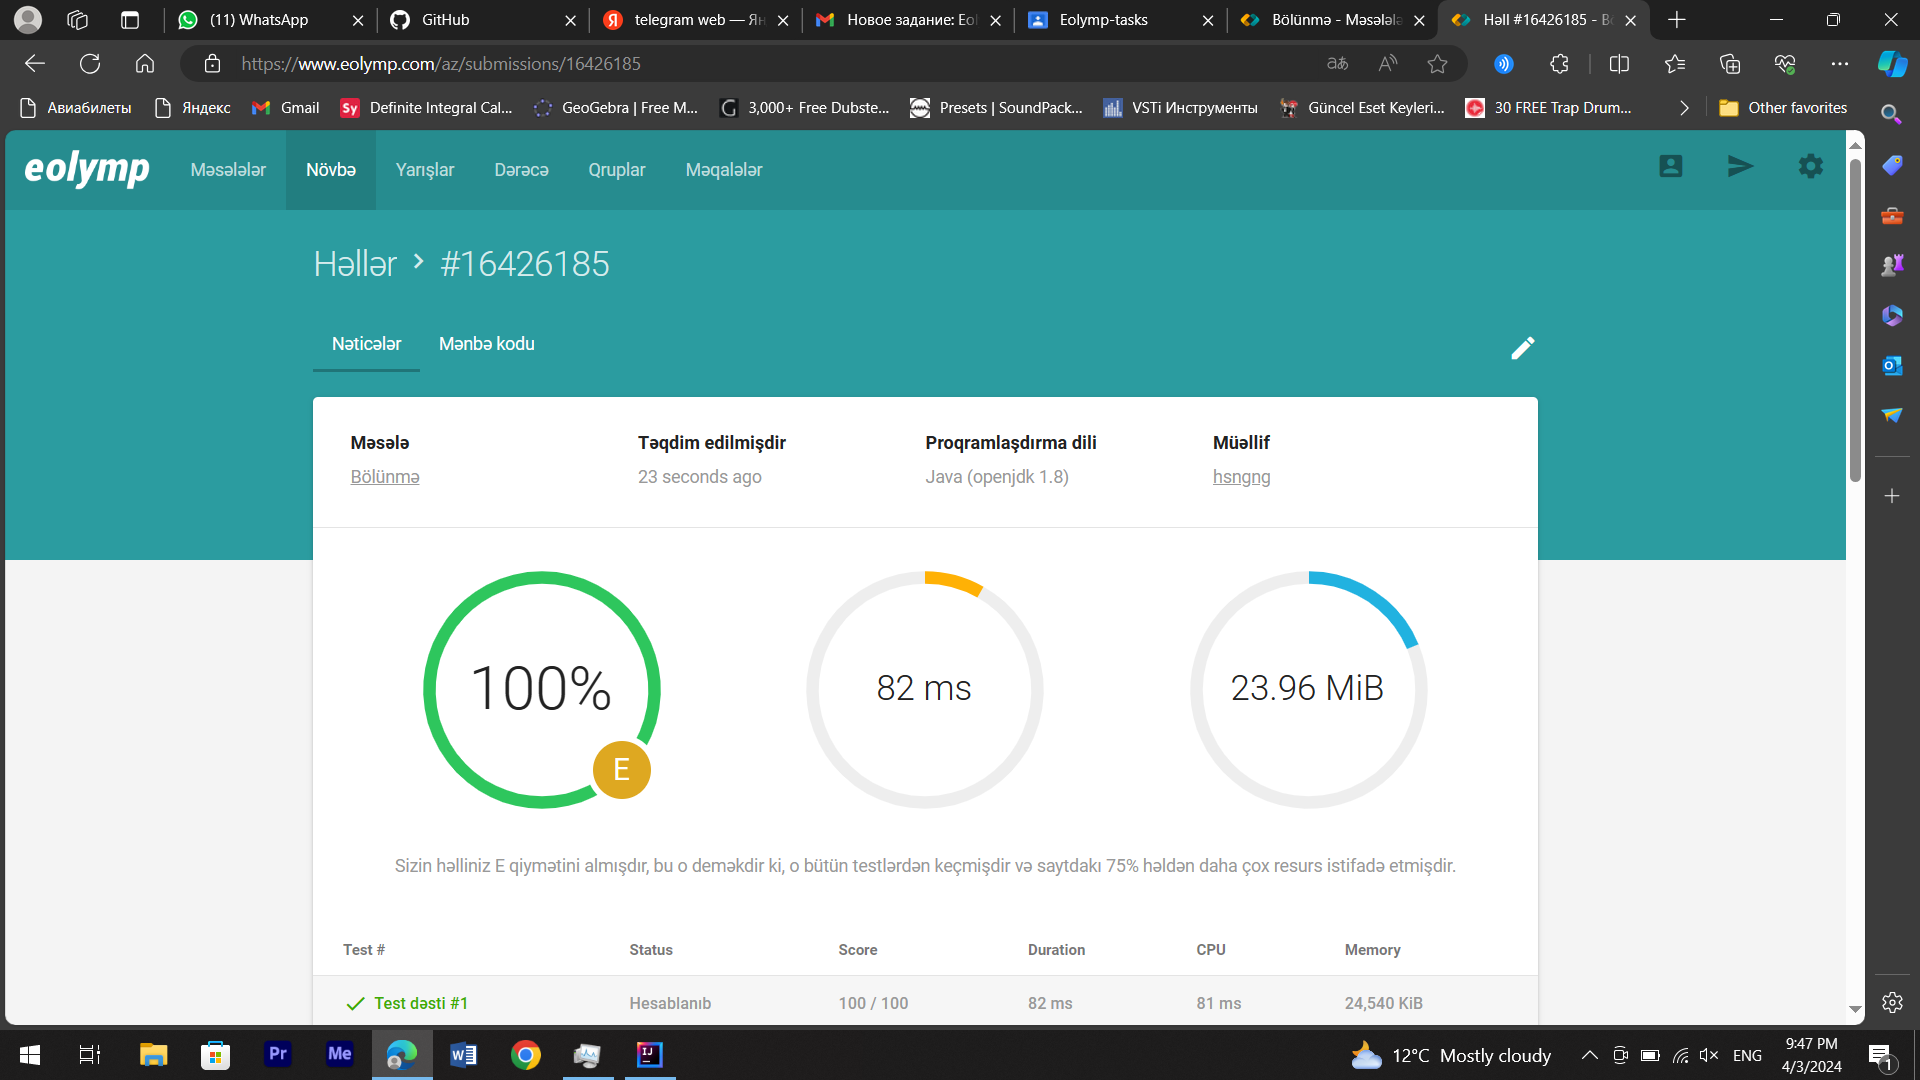 (11) WhatsApp
GitHub
telegram web — Ян
Новое задание: Eol
Eolymp-tasks
Bölünmə - Məsələlə
Həll #16426185 - Bö
https://www.eolymp.com/az/submissions/16426185
Авиабилеты
Яндекс
Gmail
Sy
Definite Integral Cal...
GeoGebra | Free M...
3,000+ Free Dubste...
Presets | SoundPack...
VSTi Инструменты
Güncel Eset Keyleri...
30 FREE Trap Drum...
Other favorites
eolymp
Məsələlər
Növbə
Yarışlar
Dərəcə
Qruplar
Məqalələr
Həllər > #16426185
Nəticələr
Mənbə kodu
Məsələ
Təqdim edilmişdir
Proqramlaşdırma dili
Müəllif
Bölünmə
23 seconds ago
Java (openjdk 1.8)
hsngng
100%
E
82 ms
23.96 MiB
Sizin həlliniz E qiymətini almışdır, bu o deməkdir ki, o bütün testlərdən keçmişdir və saytdakı 75% həldən daha çox resurs istifadə etmişdir.
Test #
Status
Score
Duration
CPU
Memory
Test dəsti #1
Hesablanıb
100 / 100
82 ms
81 ms
24,540 KiB
Pr
Me
12°C Mostly cloudy
ENG
9:47 PM
4/3/2024
1